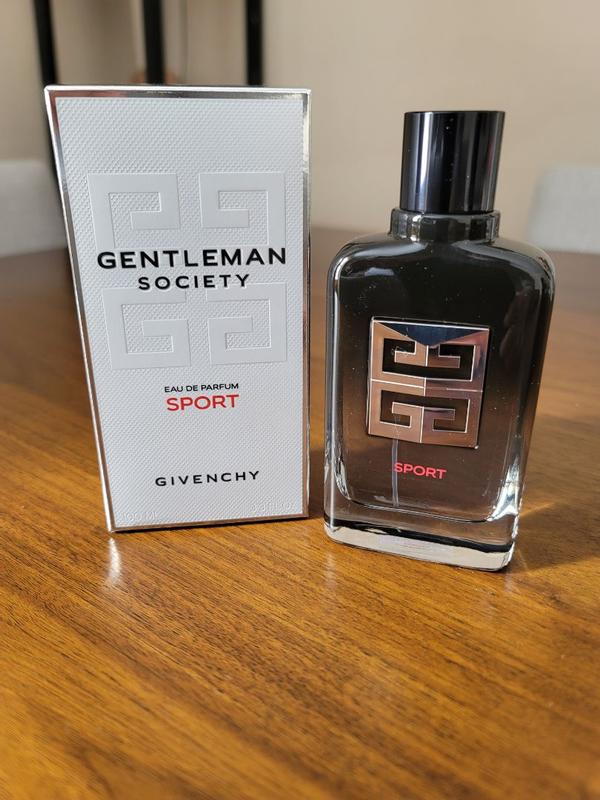 GENTLEMAN
SOCIETY
EAU DE PARFUM
SPORT
GIVENCHY
SPORT